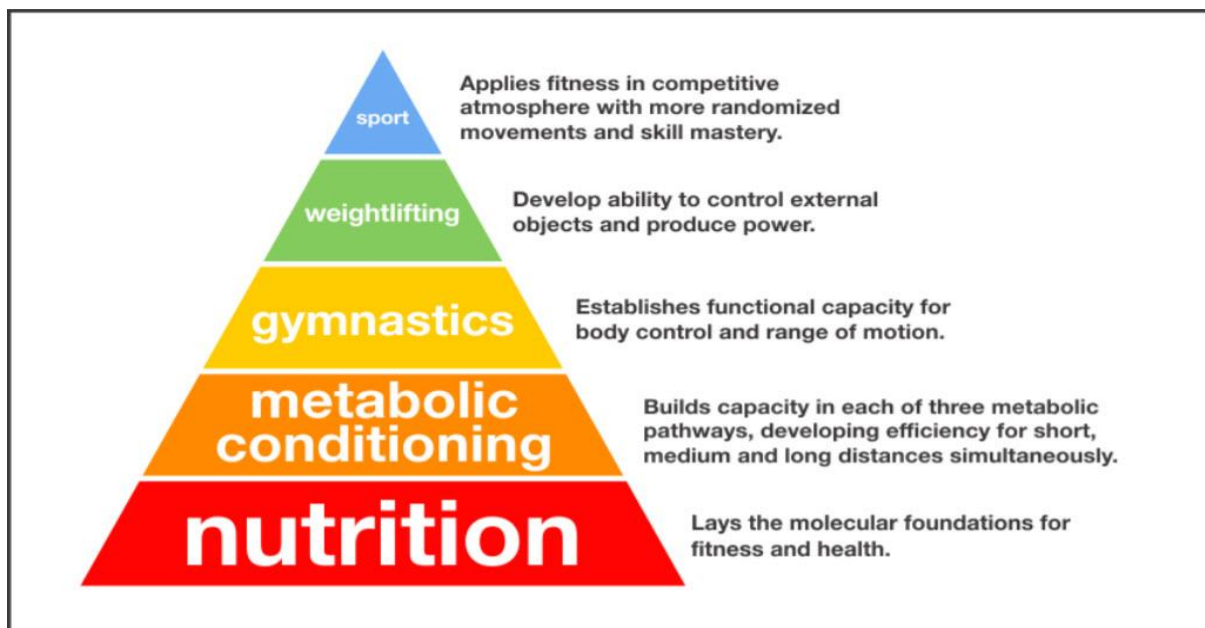 sport
Applies fitness in competitive
atmosphere with more randomized
movements and skill mastery.
weightlifting
Develop ability to control external
objects and produce power.
gymnastics
Establishes functional capacity for
body control and range of motion.
metabolic
conditioning
Builds capacity in each of three metabolic
pathways, developing efficiency for short,
medium and long distances simultaneously.
nutrition
Lays the molecular foundations for
fitness and health.